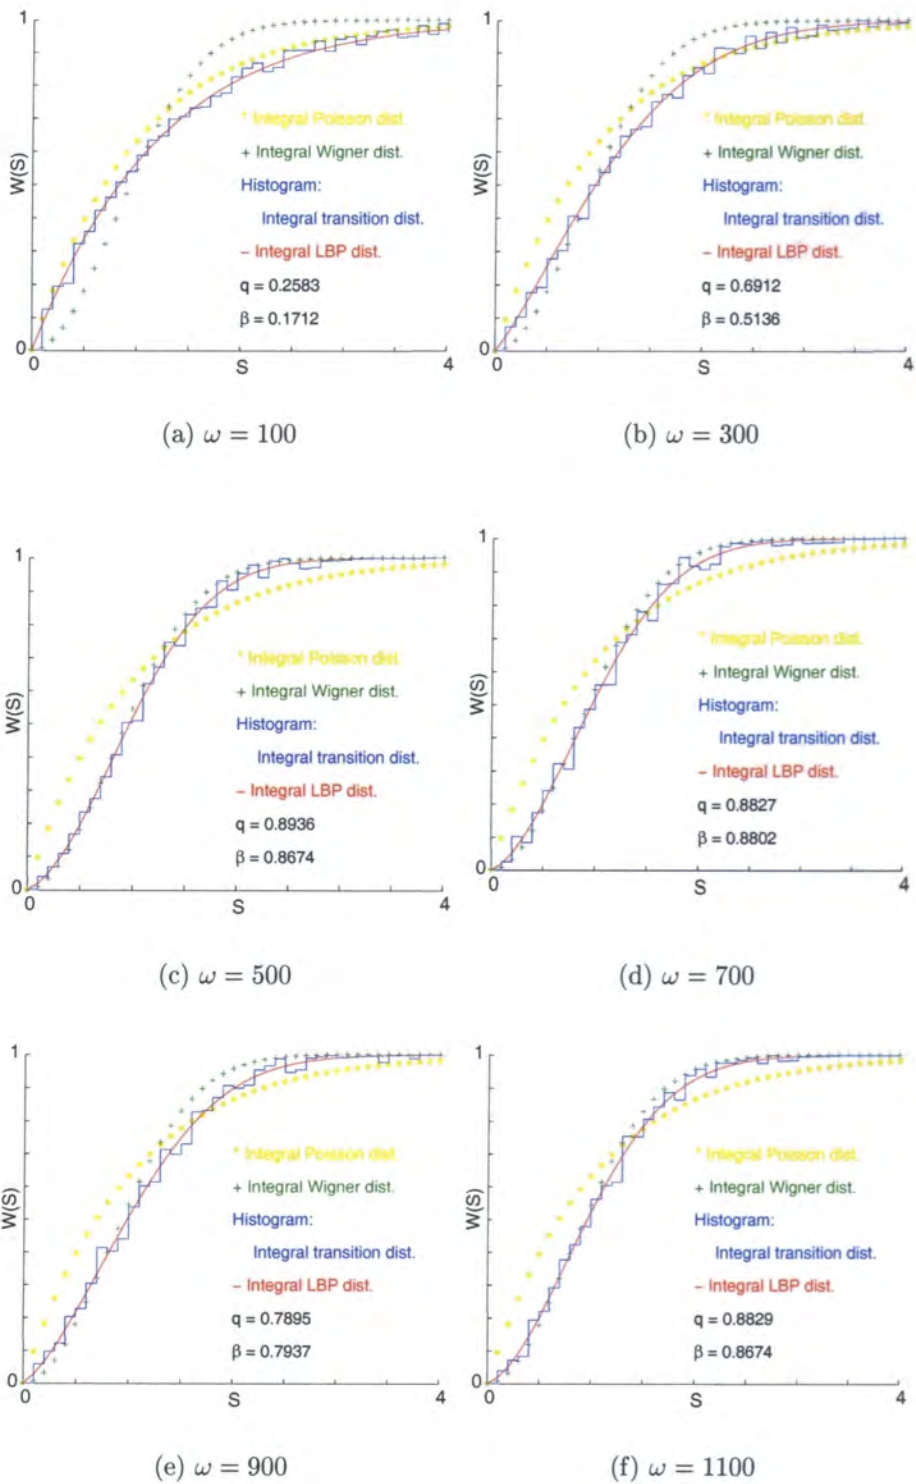 1
W(S)
* Integral Poisson dist.
+ Integral Wigner dist.
Histogram:
Integral transition dist.
– Integral LBP dist.
q = 0.2583
β = 0.1712
0
0
S
4
(a) ω = 100
1
W(S)
* Integral Poisson dist.
+ Integral Wigner dist.
Histogram:
Integral transition dist.
– Integral LBP dist.
q = 0.6912
β = 0.5136
0
0
S
4
(b) ω = 300
1
W(S)
* Integral Poisson dist.
+ Integral Wigner dist.
Histogram:
Integral transition dist.
– Integral LBP dist.
q = 0.8936
β = 0.8674
0
0
S
4
(c) ω = 500
1
W(S)
* Integral Poisson dist.
+ Integral Wigner dist.
Histogram:
Integral transition dist.
– Integral LBP dist.
q = 0.8827
β = 0.8802
0
0
S
4
(d) ω = 700
1
W(S)
* Integral Poisson dist.
+ Integral Wigner dist.
Histogram:
Integral transition dist.
– Integral LBP dist.
q = 0.7895
β = 0.7937
0
0
S
4
(e) ω = 900
1
W(S)
* Integral Poisson dist.
+ Integral Wigner dist.
Histogram:
Integral transition dist.
– Integral LBP dist.
q = 0.8829
β = 0.8674
0
0
S
4
(f) ω = 1100